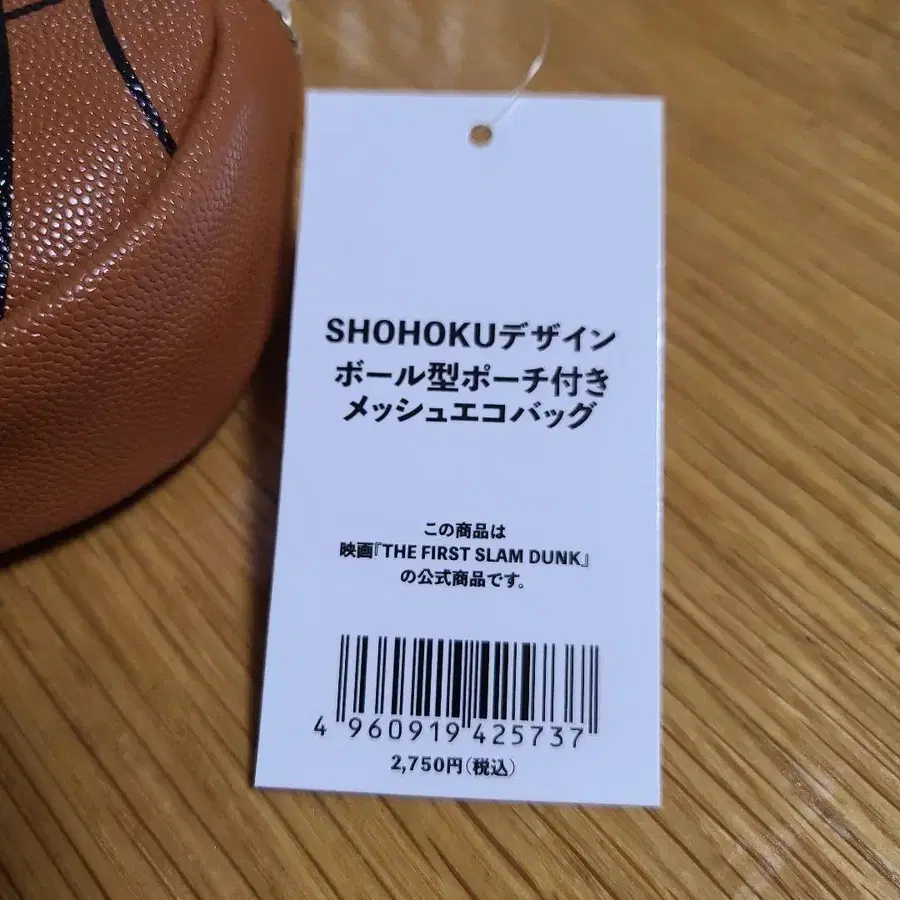 SHOHOKUデザイン
ボール型ポーチ付き
メッシュエコバッグ
この商品は
映画『THE FIRST SLAM DUNK』
の公式商品です。
4 960919 425737
2,750円(税込)